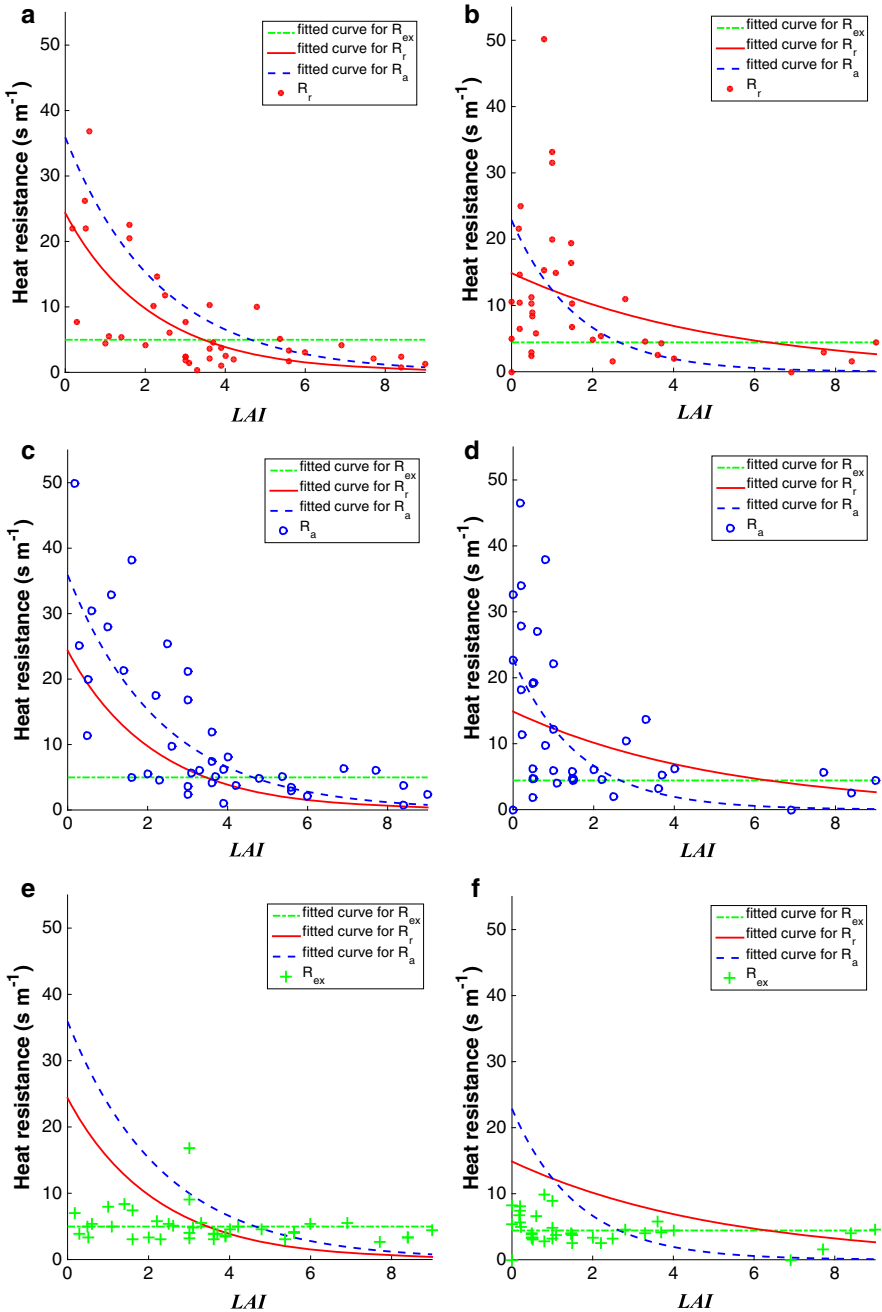 a
Heat resistance (s m-1)
50
40
30
20
10
0
0 2 4 6 8
LAI
fitted curve for Rex
fitted curve for Rr
fitted curve for Ra
Rr
b
Heat resistance (s m-1)
50
40
30
20
10
0
0 2 4 6 8
LAI
fitted curve for Rex
fitted curve for Rr
fitted curve for Ra
Rr
c
Heat resistance (s m-1)
50
40
30
20
10
0
0 2 4 6 8
LAI
fitted curve for Rex
fitted curve for Rr
fitted curve for Ra
Ra
d
Heat resistance (s m-1)
50
40
30
20
10
0
0 2 4 6 8
LAI
fitted curve for Rex
fitted curve for Rr
fitted curve for Ra
Ra
e
Heat resistance (s m-1)
50
40
30
20
10
0
0 2 4 6 8
LAI
fitted curve for Rex
fitted curve for Rr
fitted curve for Ra
Rex
f
Heat resistance (s m-1)
50
40
30
20
10
0
0 2 4 6 8
LAI
fitted curve for Rex
fitted curve for Rr
fitted curve for Ra
Rex